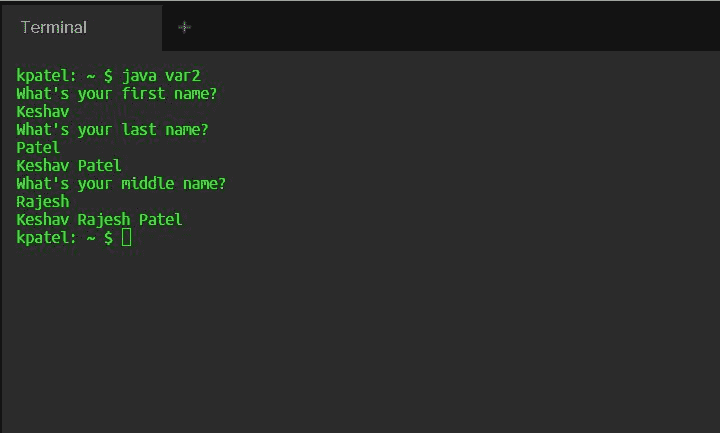 Terminal +
kpatel: ~ $ java var2
What's your first name?
Keshav
What's your last name?
Patel
Keshav Patel
What's your middle name?
Rajesh
Keshav Rajesh Patel
kpatel: ~ $